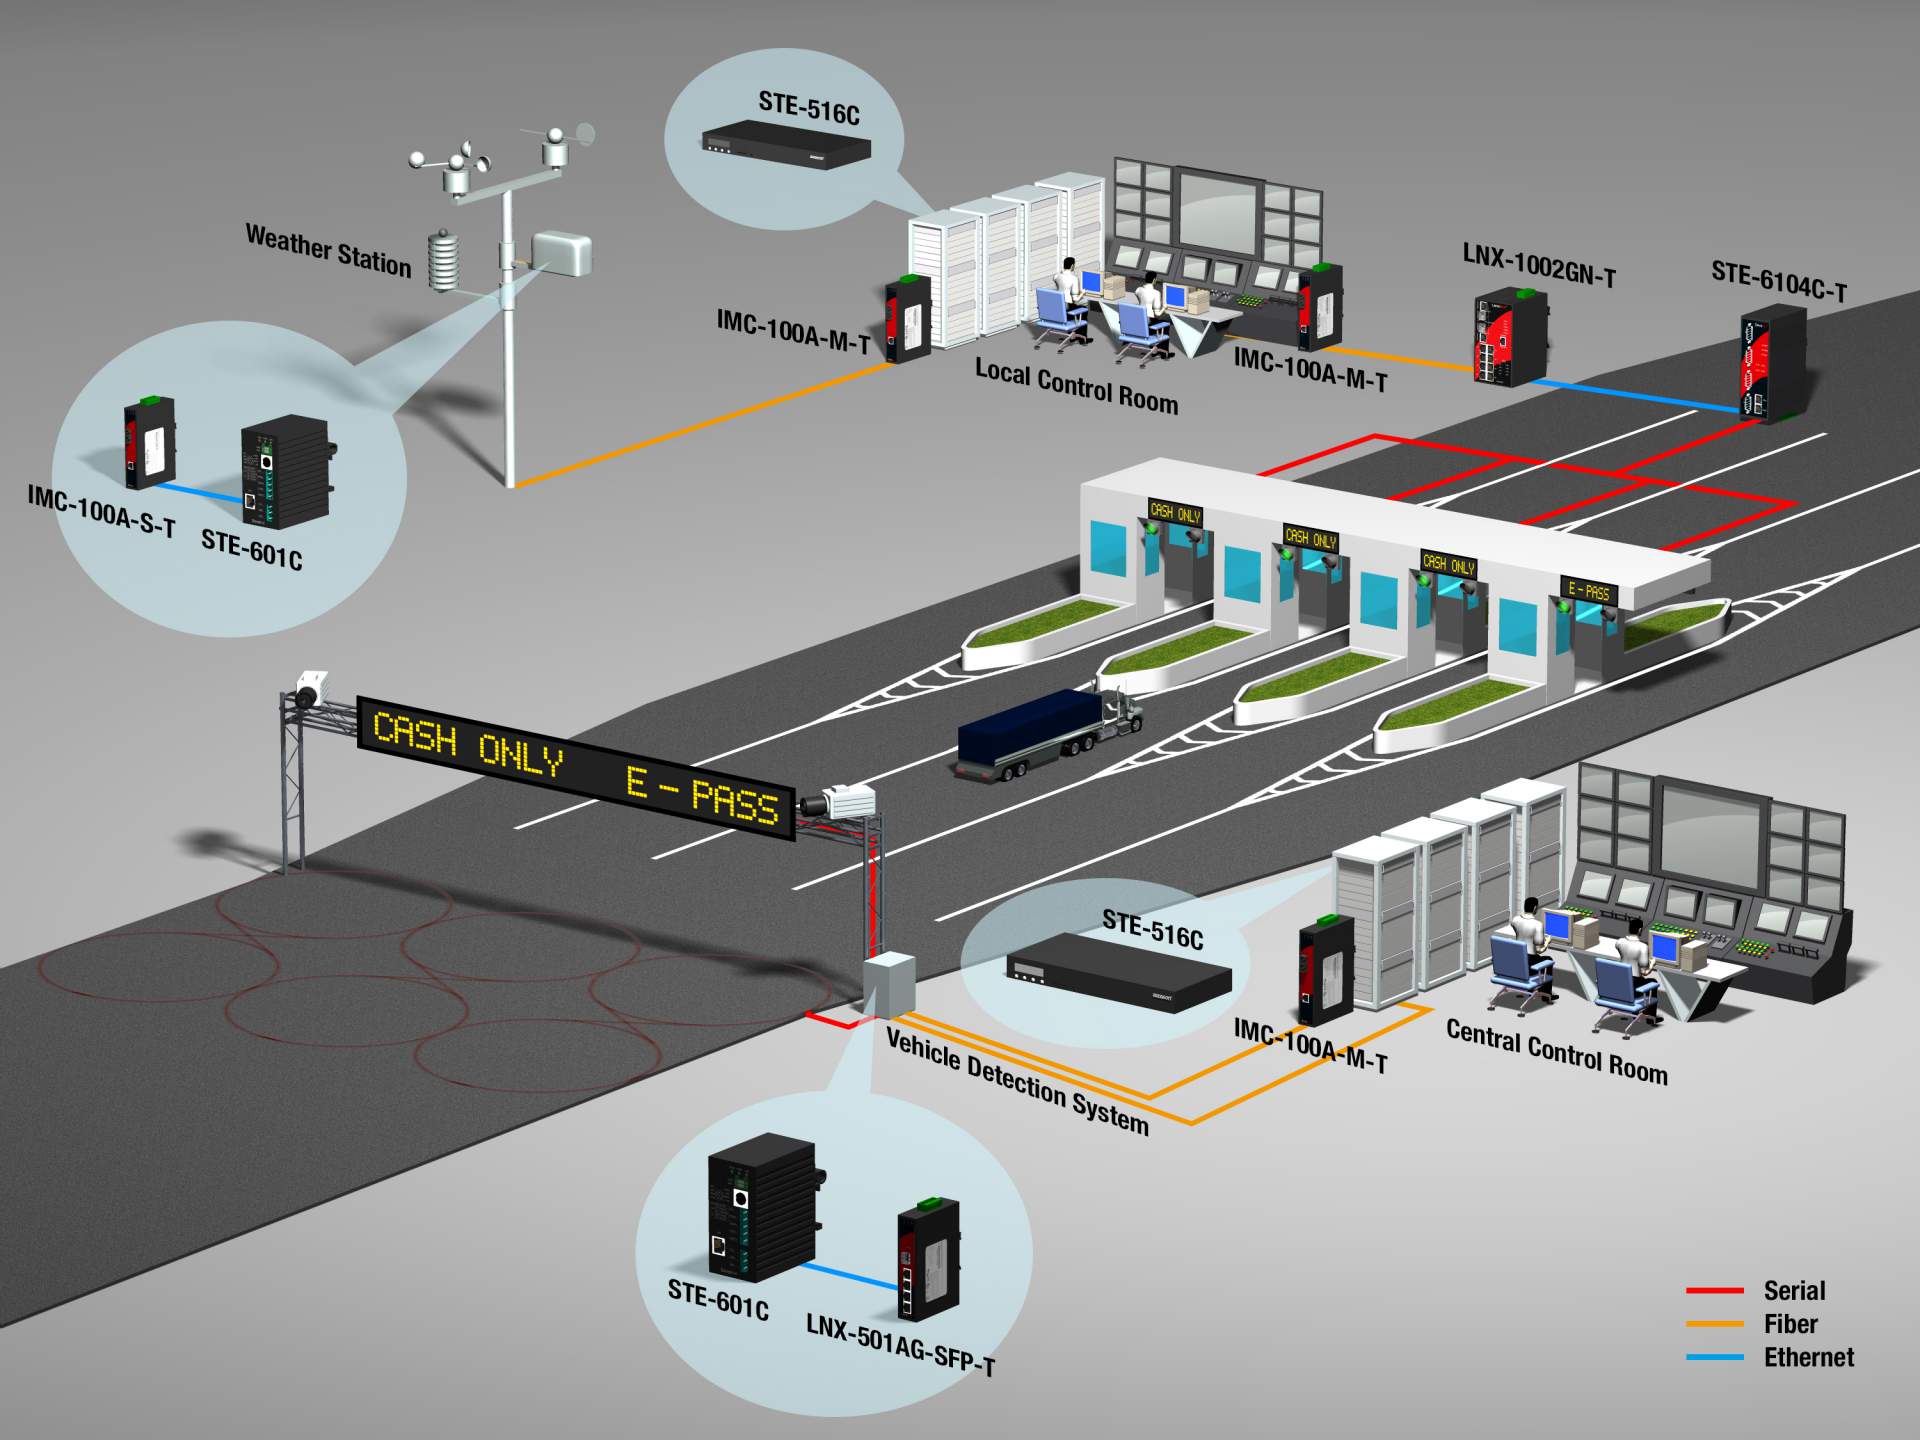 STE-516C
Weather Station
LNX-1002GN-T
STE-6104C-T
IMC-100A-M-T
IMC-100A-M-T
Local Control Room
IMC-100A-S-T
STE-601C
CASH ONLY
CASH ONLY
CASH ONLY
E-PASS
CASH ONLY E-PASS
STE-516C
IMC-100A-M-T
Central Control Room
Vehicle Detection System
STE-601C
LNX-501AG-SFP-T
Serial
Fiber
Ethernet